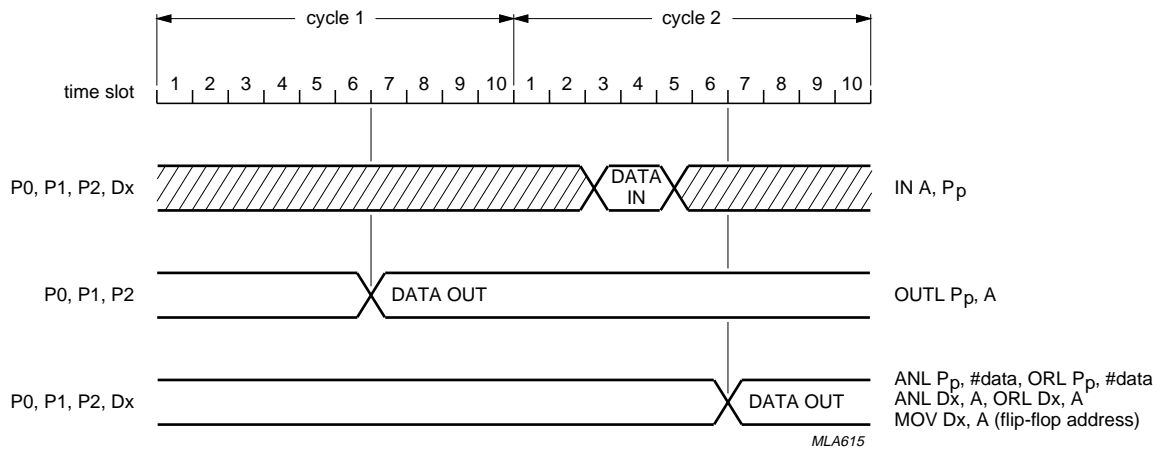 cycle 1 cycle 2
time slot 1 2 3 4 5 6 7 8 9 10 1 2 3 4 5 6 7 8 9 10
P0, P1, P2, Dx DATA IN IN A, Pp
P0, P1, P2 DATA OUT OUTL Pp, A
ANL Pp, #data, ORL Pp, #data
P0, P1, P2, Dx DATA OUT ANL Dx, A, ORL Dx, A
MOV Dx, A (flip-flop address)
MLA615